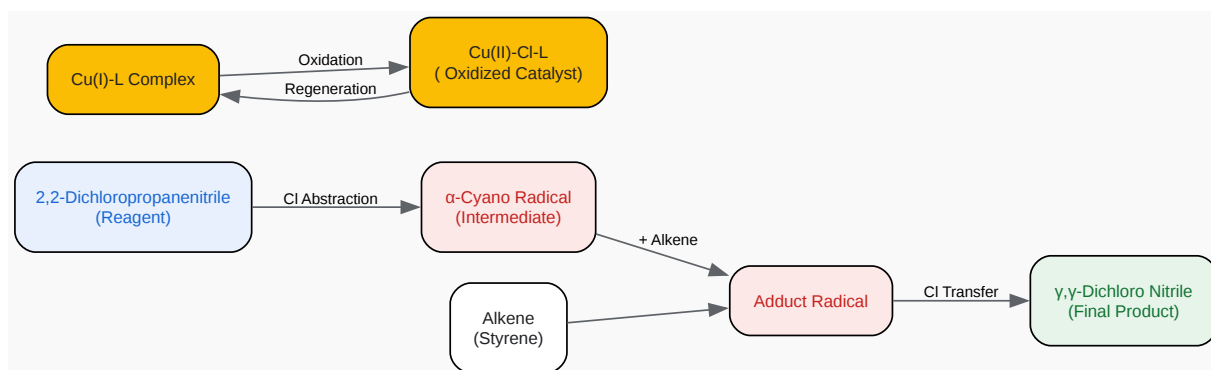 Cu(I)-L Complex
Oxidation
Regeneration
Cu(II)-Cl-L
( Oxidized Catalyst)
2,2-Dichloropropanenitrile
(Reagent)
Cl Abstraction
α-Cyano Radical
(Intermediate)
+ Alkene
Alkene
(Styrene)
Adduct Radical
Cl Transfer
γ,γ-Dichloro Nitrile
(Final Product)